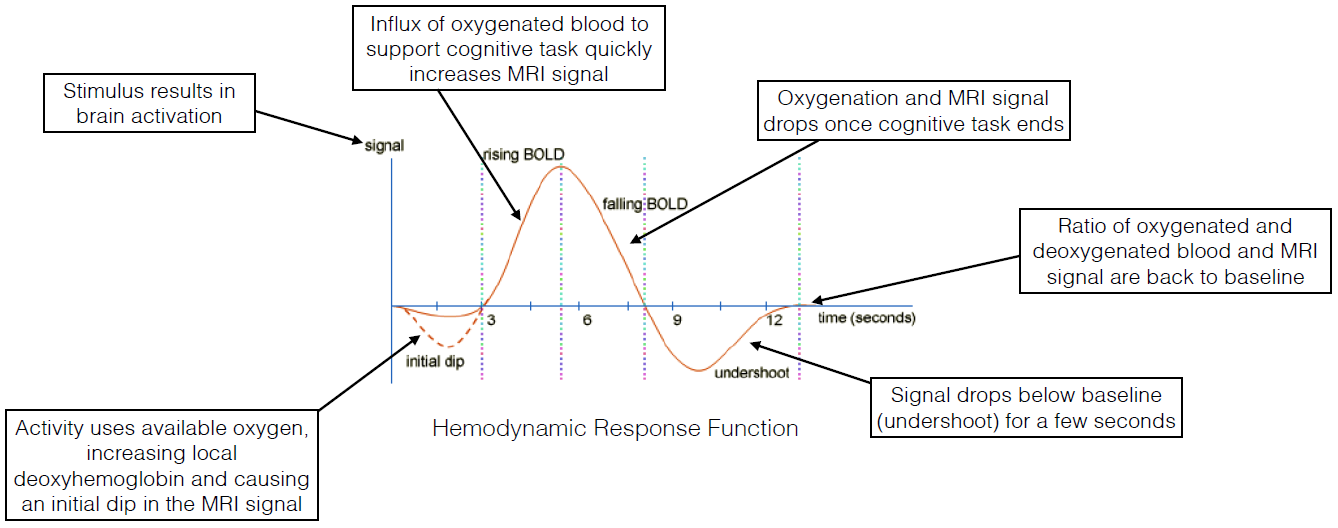 Influx of oxygenated blood to
support cognitive task quickly
increases MRI signal
Stimulus results in
brain activation
Oxygenation and MRI signal
drops once cognitive task ends
signal
rising BOLD
falling BOLD
Ratio of oxygenated and
deoxygenated blood and MRI
signal are back to baseline
3
6
9
12
time (seconds)
initial dip
undershoot
Signal drops below baseline
(undershoot) for a few seconds
Activity uses available oxygen,
increasing local
deoxyhemoglobin and causing
an initial dip in the MRI signal
Hemodynamic Response Function